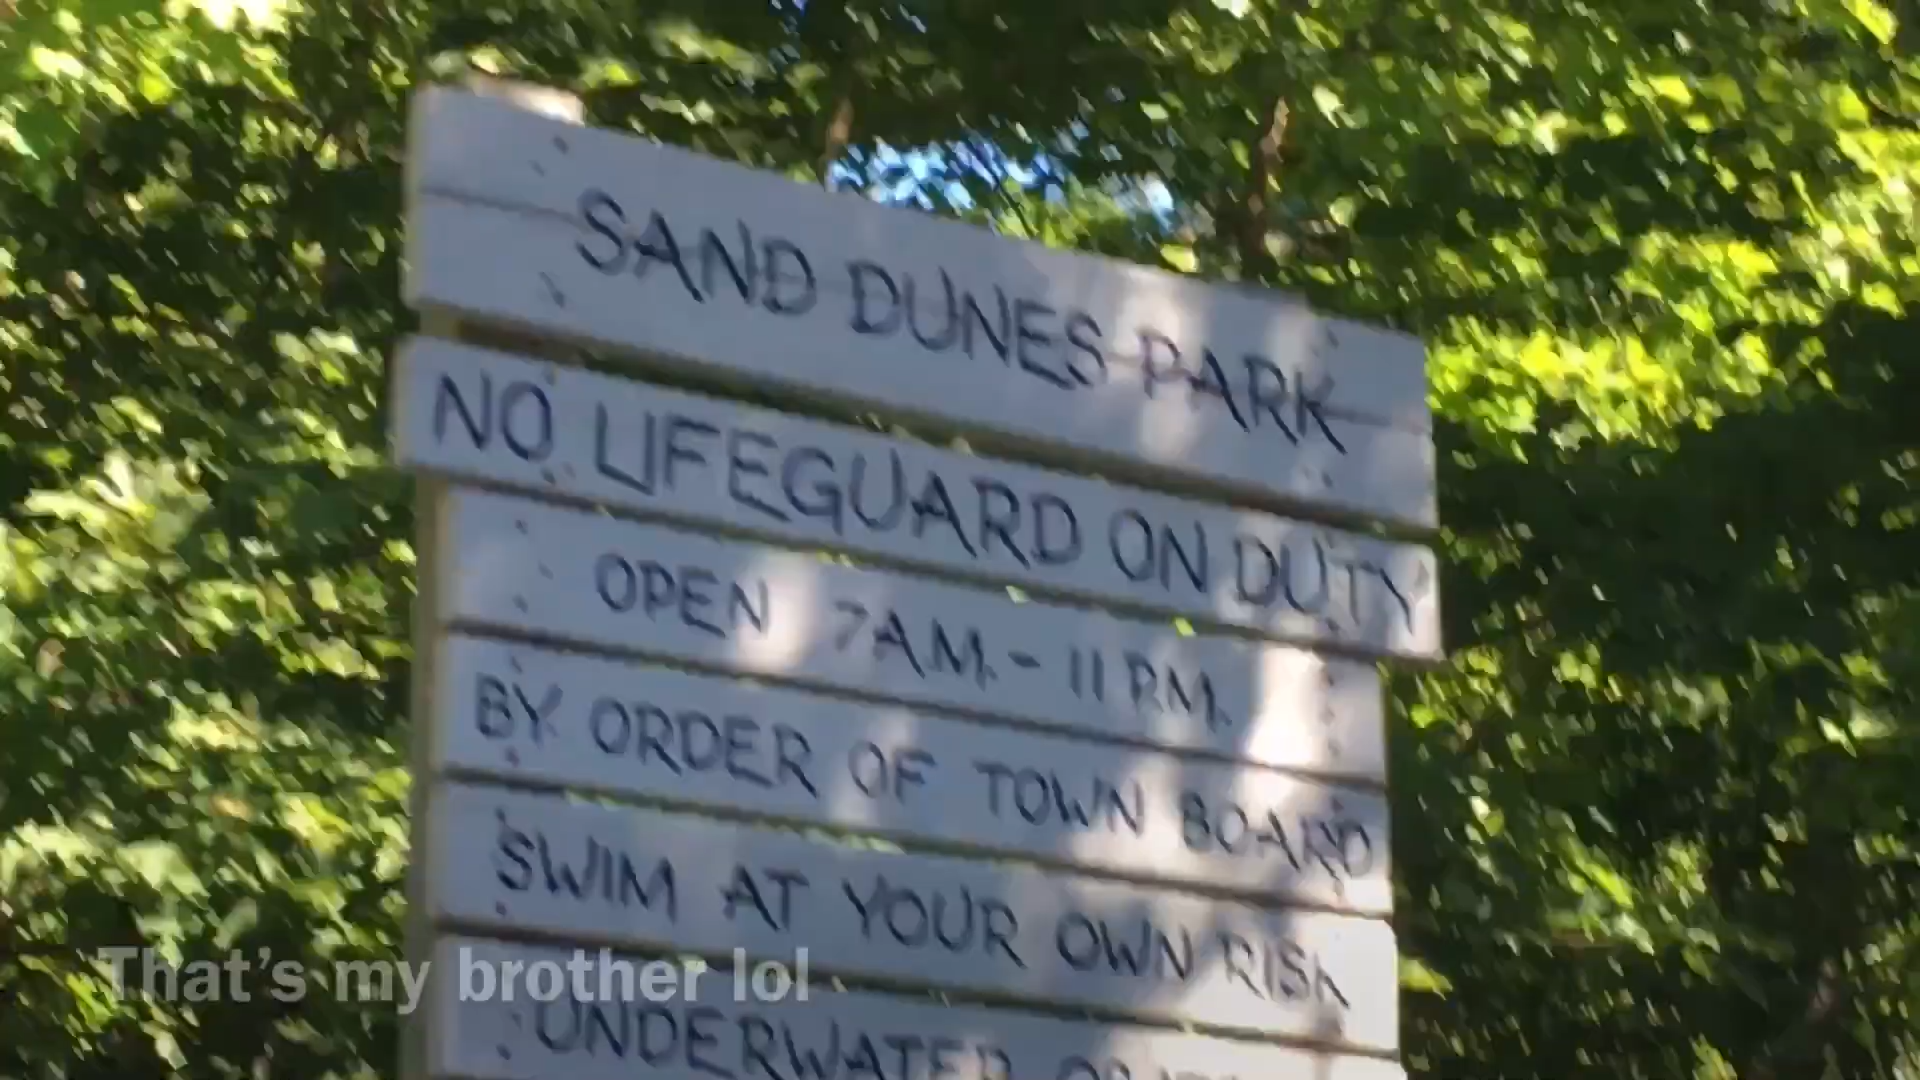 SAND DUNES PARK
NO LIFEGUARD ON DUTY
OPEN 7A.M. - 11 P.M.
BY ORDER OF TOWN BOARD
SWIM AT YOUR OWN RISK
That's my brother lol
UNDERWATER